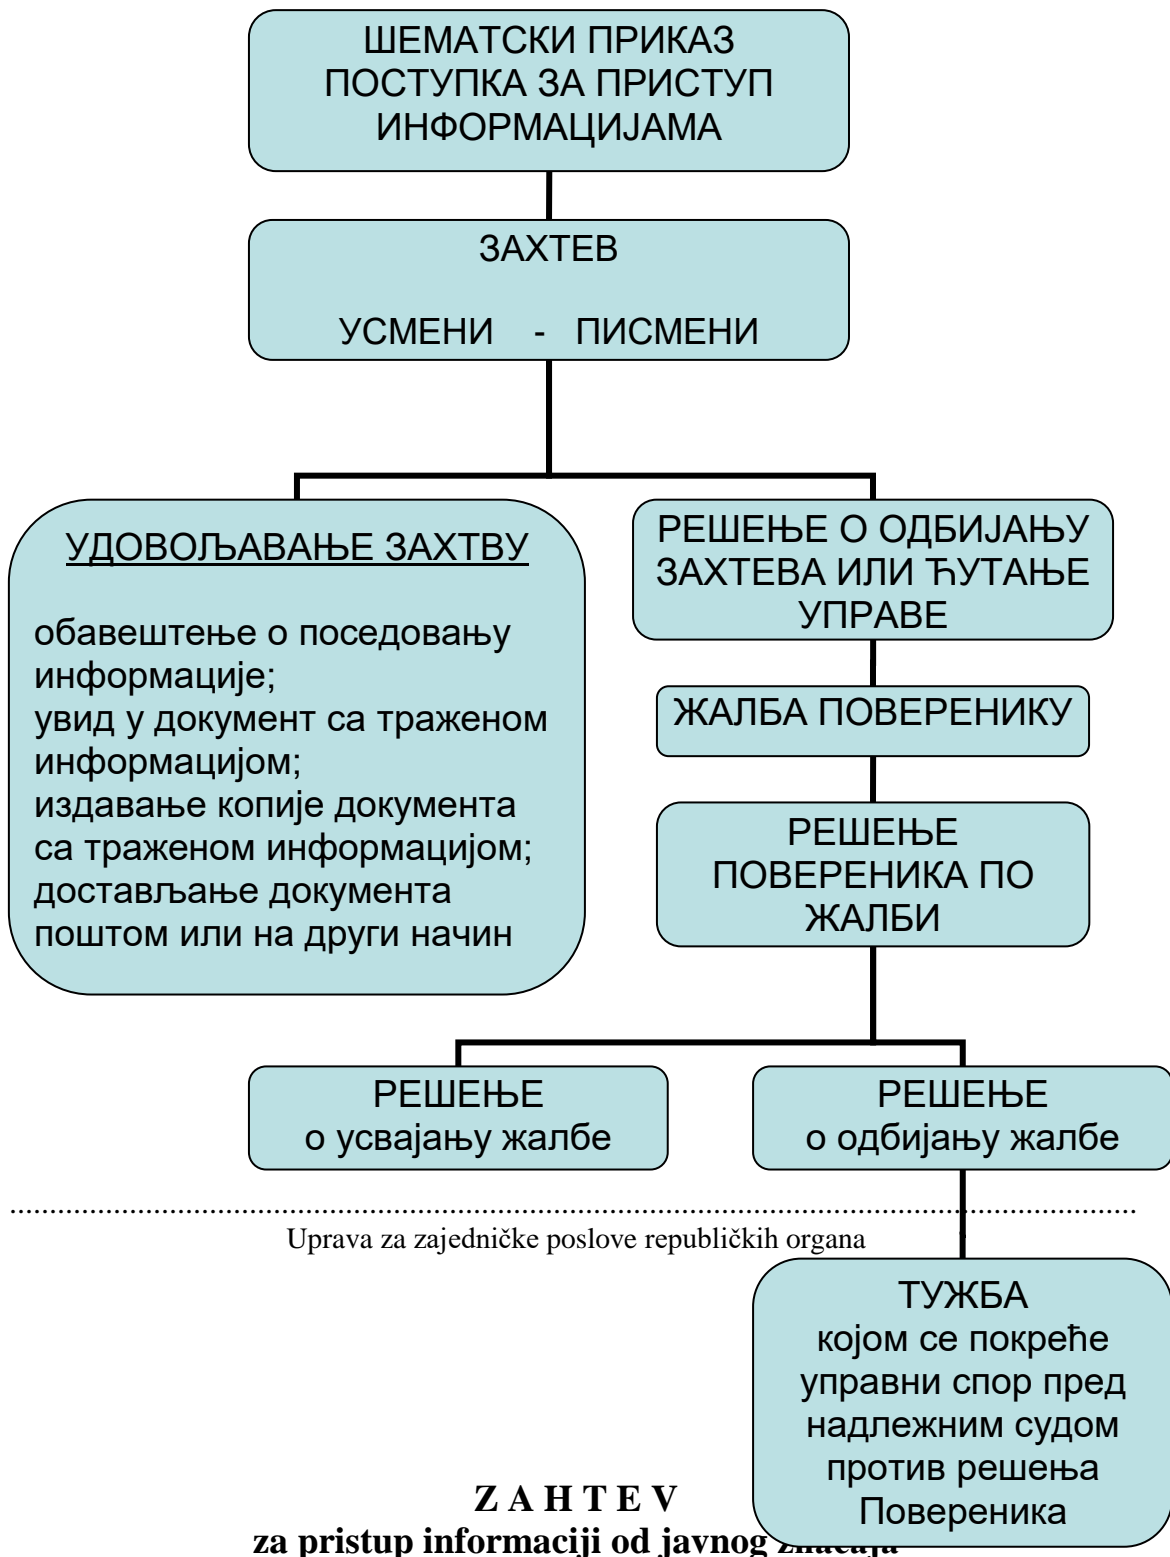 ШЕМАТСКИ ПРИКАЗ
ПОСТУПКА ЗА ПРИСТУП
ИНФОРМАЦИЈАМА
ЗАХТЕВ
УСМЕНИ - ПИСМЕНИ
УДОВОЉАВАЊЕ ЗАХТВУ
обавештење о поседовању
информације;
увид у документ са траженом
информацијом;
издавање копије документа
са траженом информацијом;
достављање документа
поштом или на други начин
РЕШЕЊЕ О ОДБИЈАЊУ
ЗАХТЕВА ИЛИ ЋУТАЊЕ
УПРАВЕ
ЖАЛБА ПОВЕРЕНИКУ
РЕШЕЊЕ
ПОВЕРЕНИКА ПО
ЖАЛБИ
РЕШЕЊЕ
о усвајању жалбе
РЕШЕЊЕ
о одбијању жалбе
Uprava za zajedničke poslove republičkih organa
ТУЖБА
којом се покреће
управни спор пред
надлежним судом
против решења
Повереника
Z A H T E V
za pristup informaciji od javnog